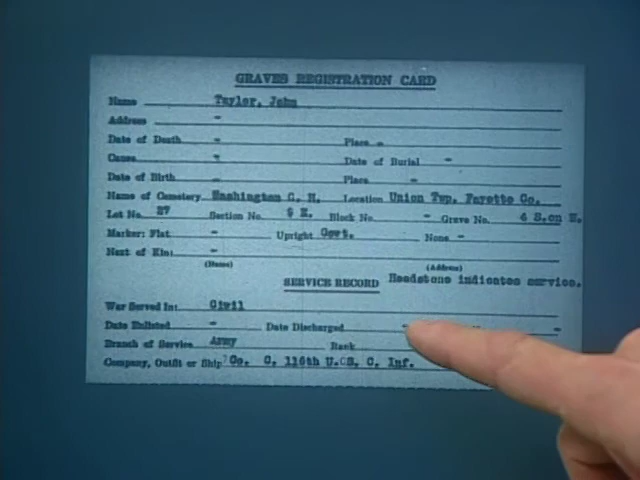 GRAVES REGISTRATION CARD
Name Taylor, John
Address -
Date of Death - Place -
Cause - Date of Burial -
Date of Birth - Place -
Name of Cemetery Washington C. H. Location Union Twp. Fayette Co.
Lot No. 27 Section No. 9 E. Block No. - Grave No. 4 S. on E.
Marker: Flat - Upright Govt. None -
Next of Kin: -
(Name) (Address)
SERVICE RECORD Headstone indicates service.
War Served In: Civil
Date Enlisted - Date Discharged -
Branch of Service Army Rank
Company, Outfit or Ship Co. C, 116th U.S. C. Inf.